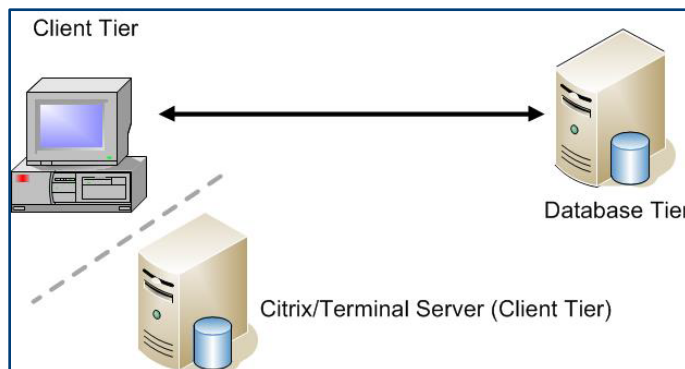 Client Tier
Database Tier
Citrix/Terminal Server (Client Tier)